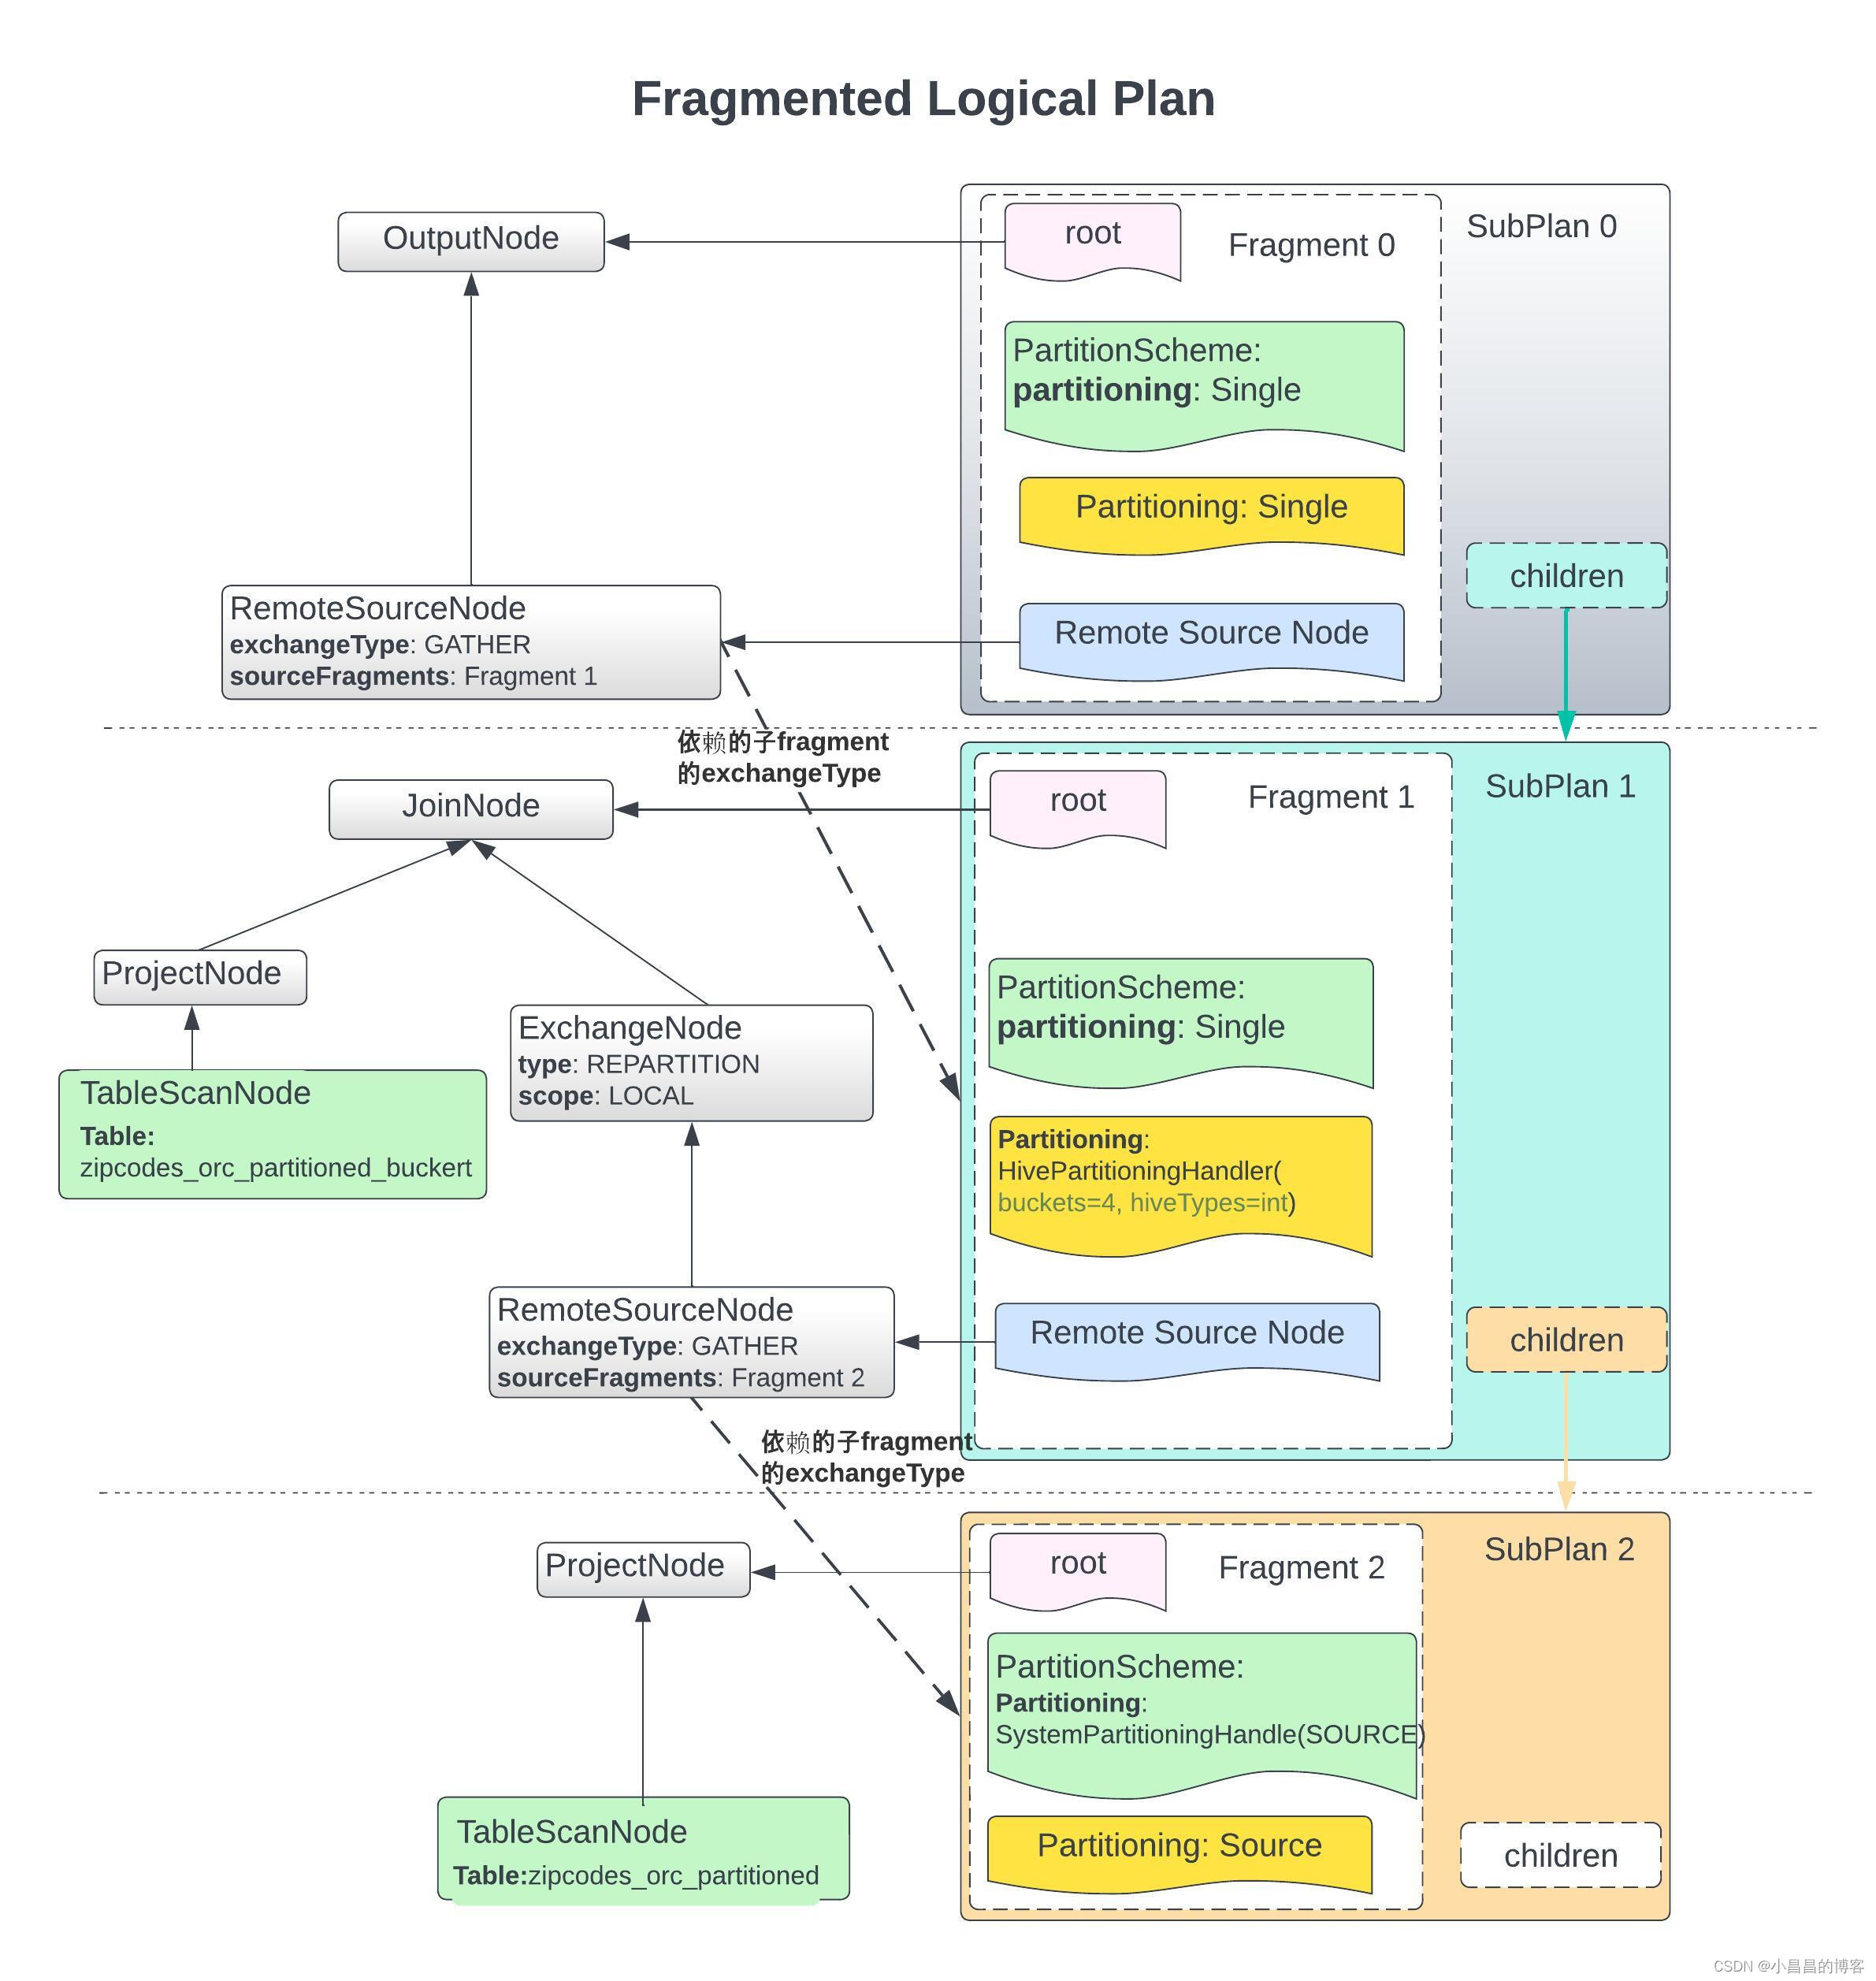 Fragmented Logical Plan
OutputNode
root
Fragment 0
SubPlan 0
PartitionScheme:
partitioning: Single
Partitioning: Single
children
RemoteSourceNode
exchangeType: GATHER
sourceFragments: Fragment 1
Remote Source Node
依赖的子fragment
的exchangeType
JoinNode
root
Fragment 1
SubPlan 1
ProjectNode
ExchangeNode
type: REPARTITION
scope: LOCAL
PartitionScheme:
partitioning: Single
TableScanNode
Table:
zipcodes_orc_partitioned_buckert
Partitioning:
HivePartitioningHandler(
buckets=4, hiveTypes=int)
RemoteSourceNode
exchangeType: GATHER
sourceFragments: Fragment 2
Remote Source Node
children
依赖的子fragment
的exchangeType
ProjectNode
root
Fragment 2
SubPlan 2
PartitionScheme:
Partitioning:
SystemPartitioningHandle(SOURCE)
TableScanNode
Table:zipcodes_orc_partitioned
Partitioning: Source
children
CSDN @小昌昌的博客